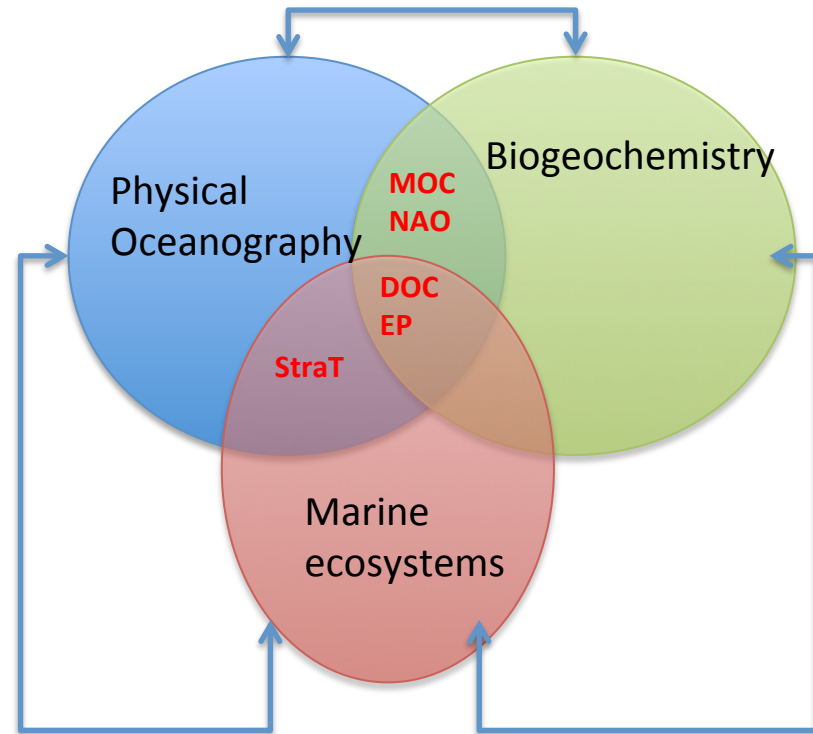 Physical
Oceanography
Biogeochemistry
MOC
NAO
DOC
EP
StraT
Marine
ecosystems